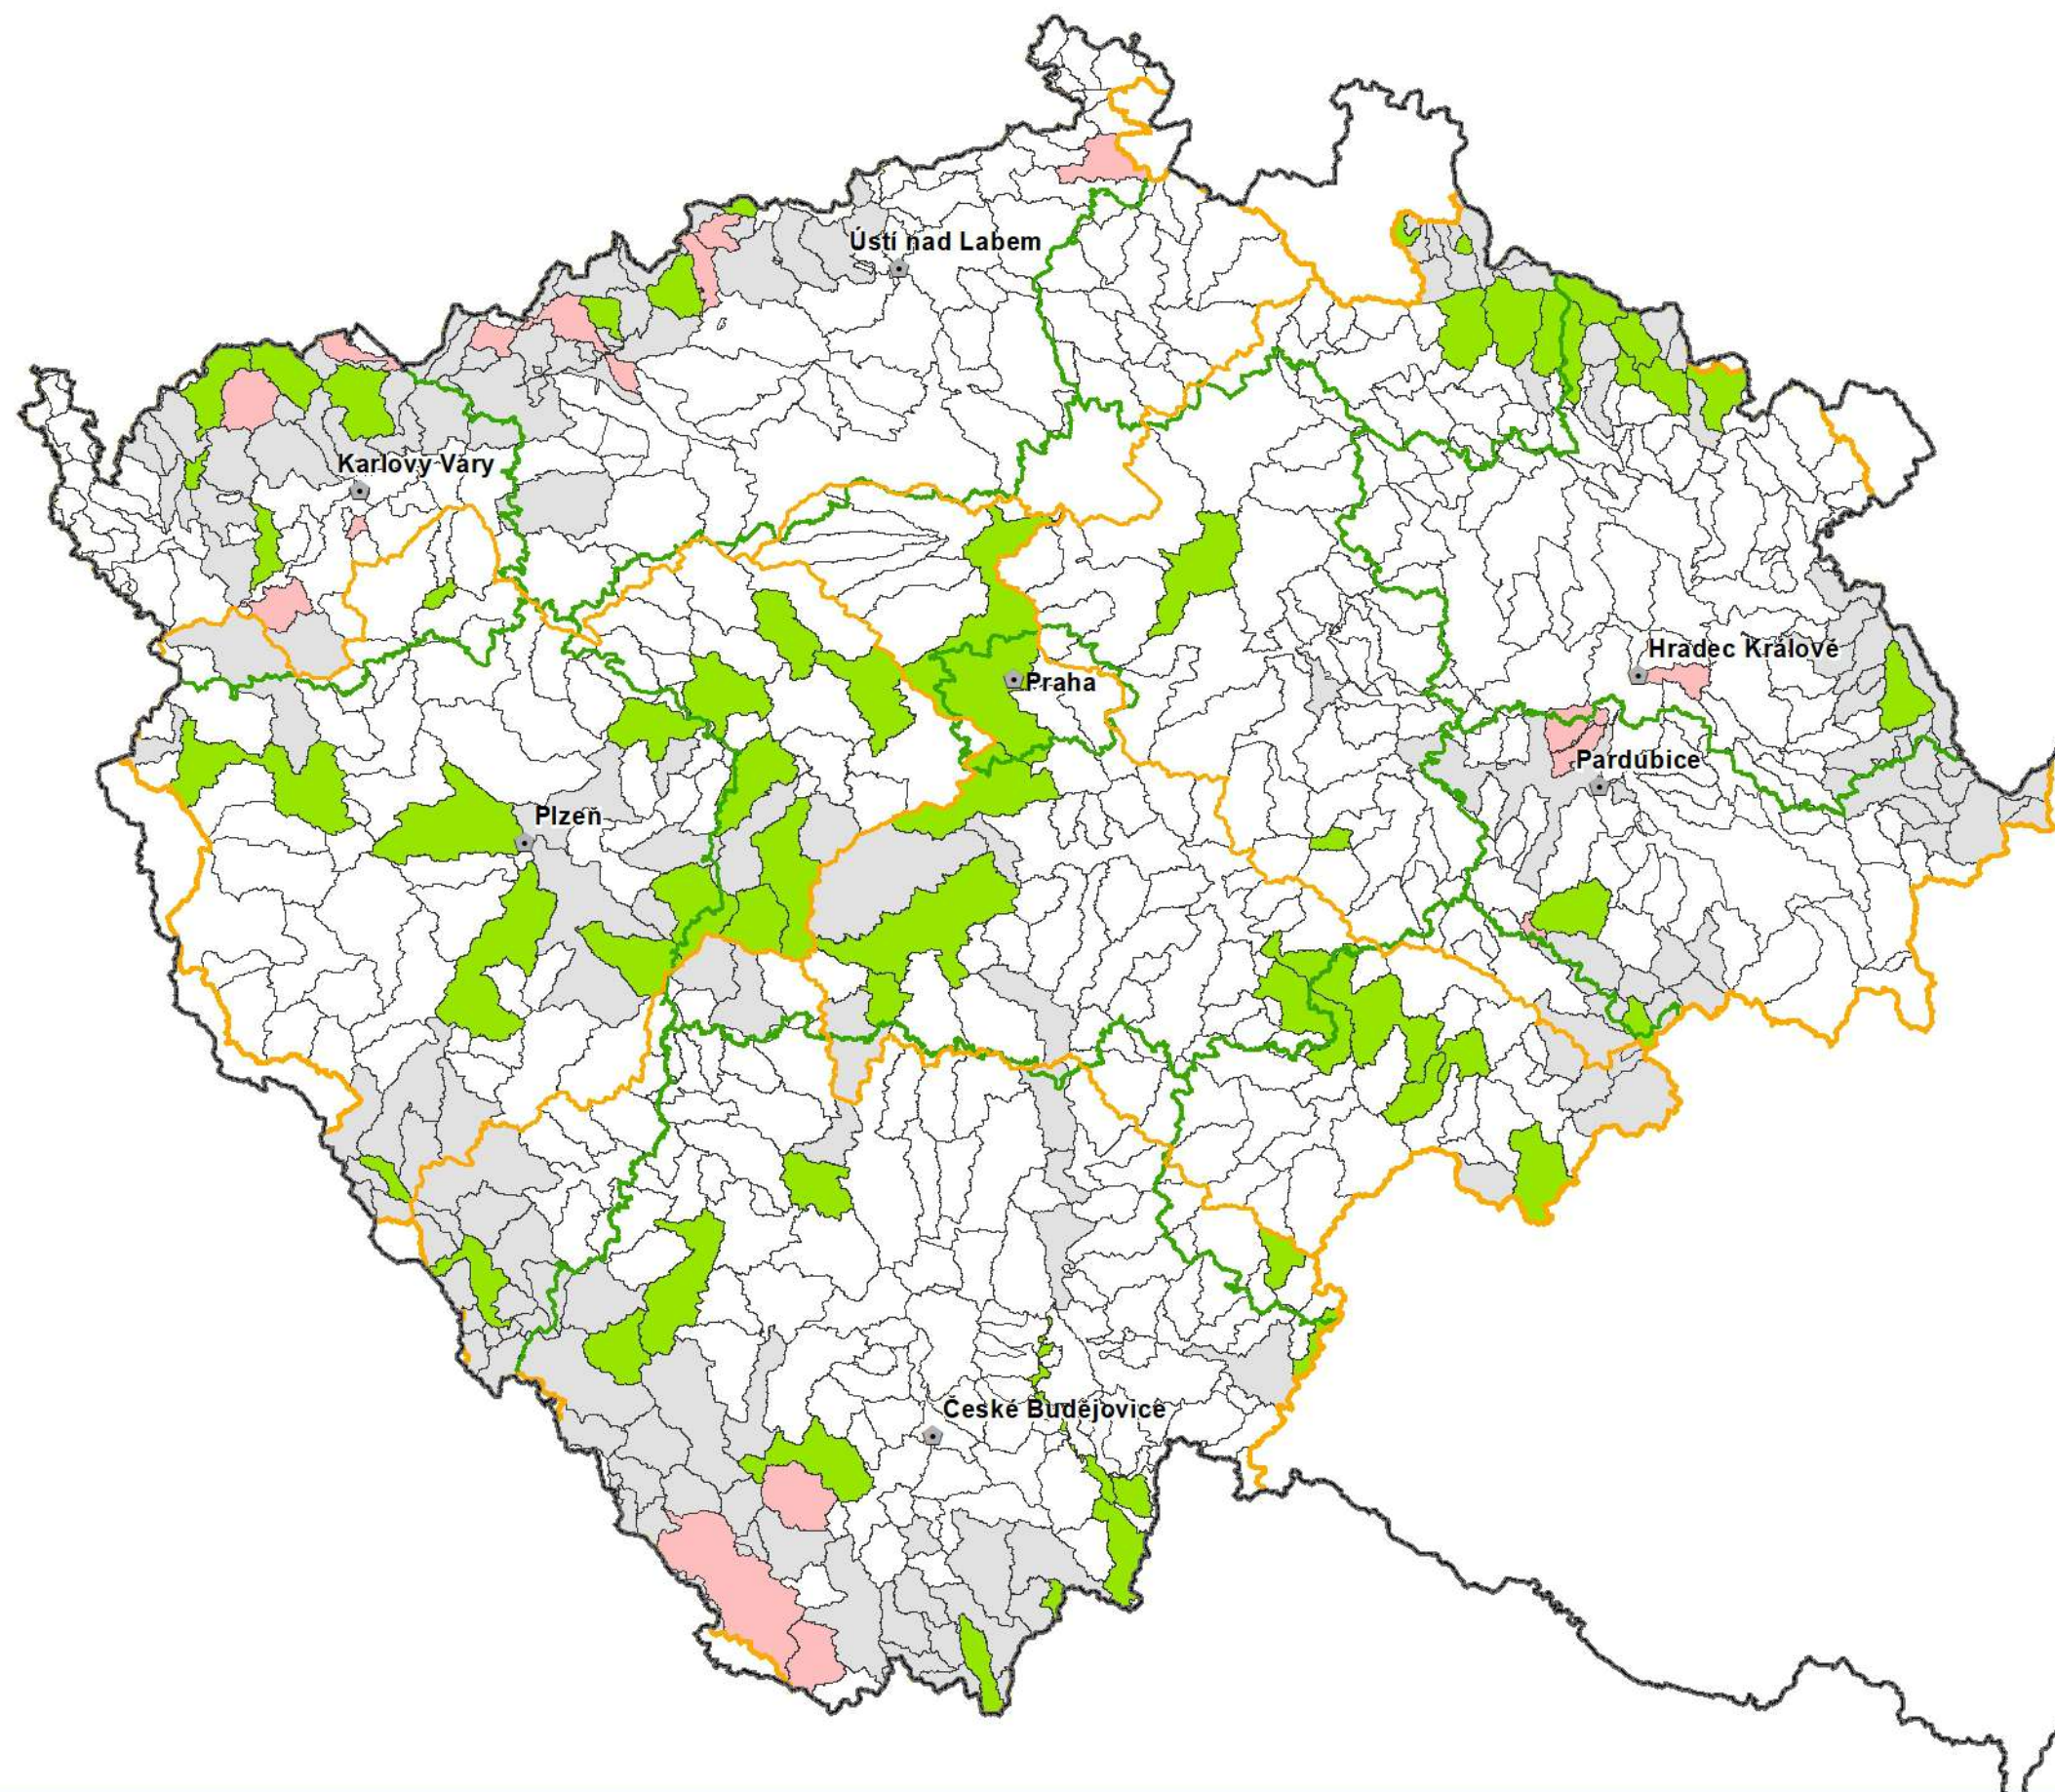 Ústí nad Labem
Karlovy Vary
Hradec Králové
Praha
Pardubice
Plzeň
České Budějovice